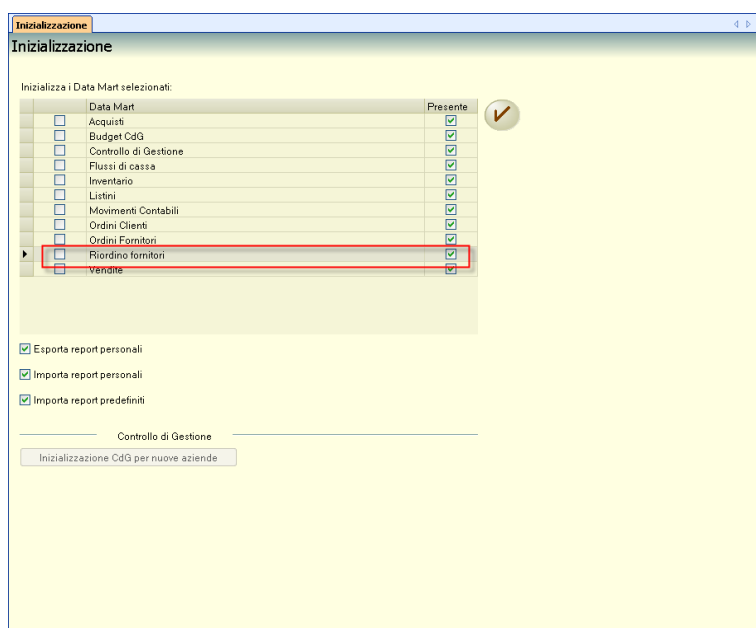 Inizializzazione
Inizializzazione
Inizializza i Data Mart selezionati:
Data Mart Presente
Acquisti
Budget CdG
Controllo di Gestione
Flussi di cassa
Inventario
Listini
Movimenti Contabili
Ordini Clienti
Ordini Fornitori
Riordino fornitori
Vendite
Esporta report personali
Importa report personali
Importa report predefiniti
Controllo di Gestione
Inizializzazione CdG per nuove aziende